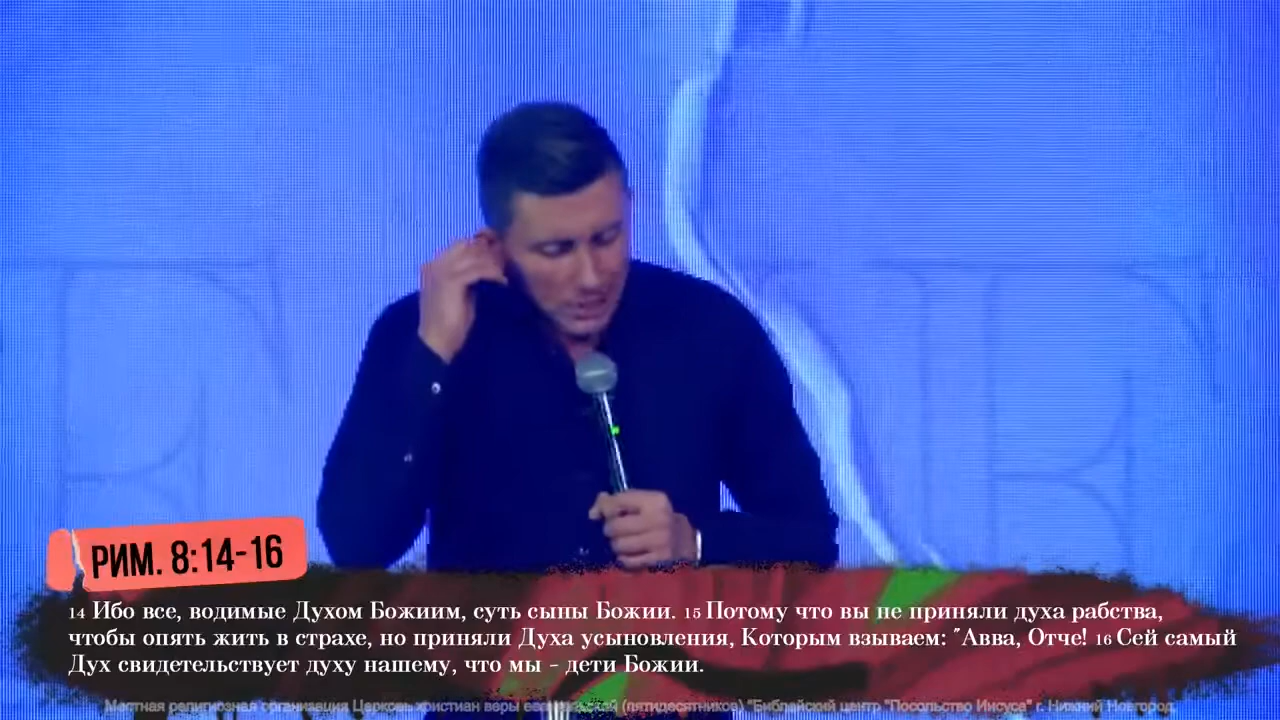 РИМ. 8:14-16
14 Ибо все, водимые Духом Божиим, суть сыны Божии. 15 Потому что вы не приняли духа рабства,
чтобы опять жить в страхе, но приняли Духа усыновления, Которым взываем: "Авва, Отче! 16 Сей самый
Дух свидетельствует духу нашему, что мы - дети Божии.
Местная религиозная организация Церковь христиан веры (пятидесятников) "Библейский центр "Посольство Иисуса" г. Нижний Новгород.